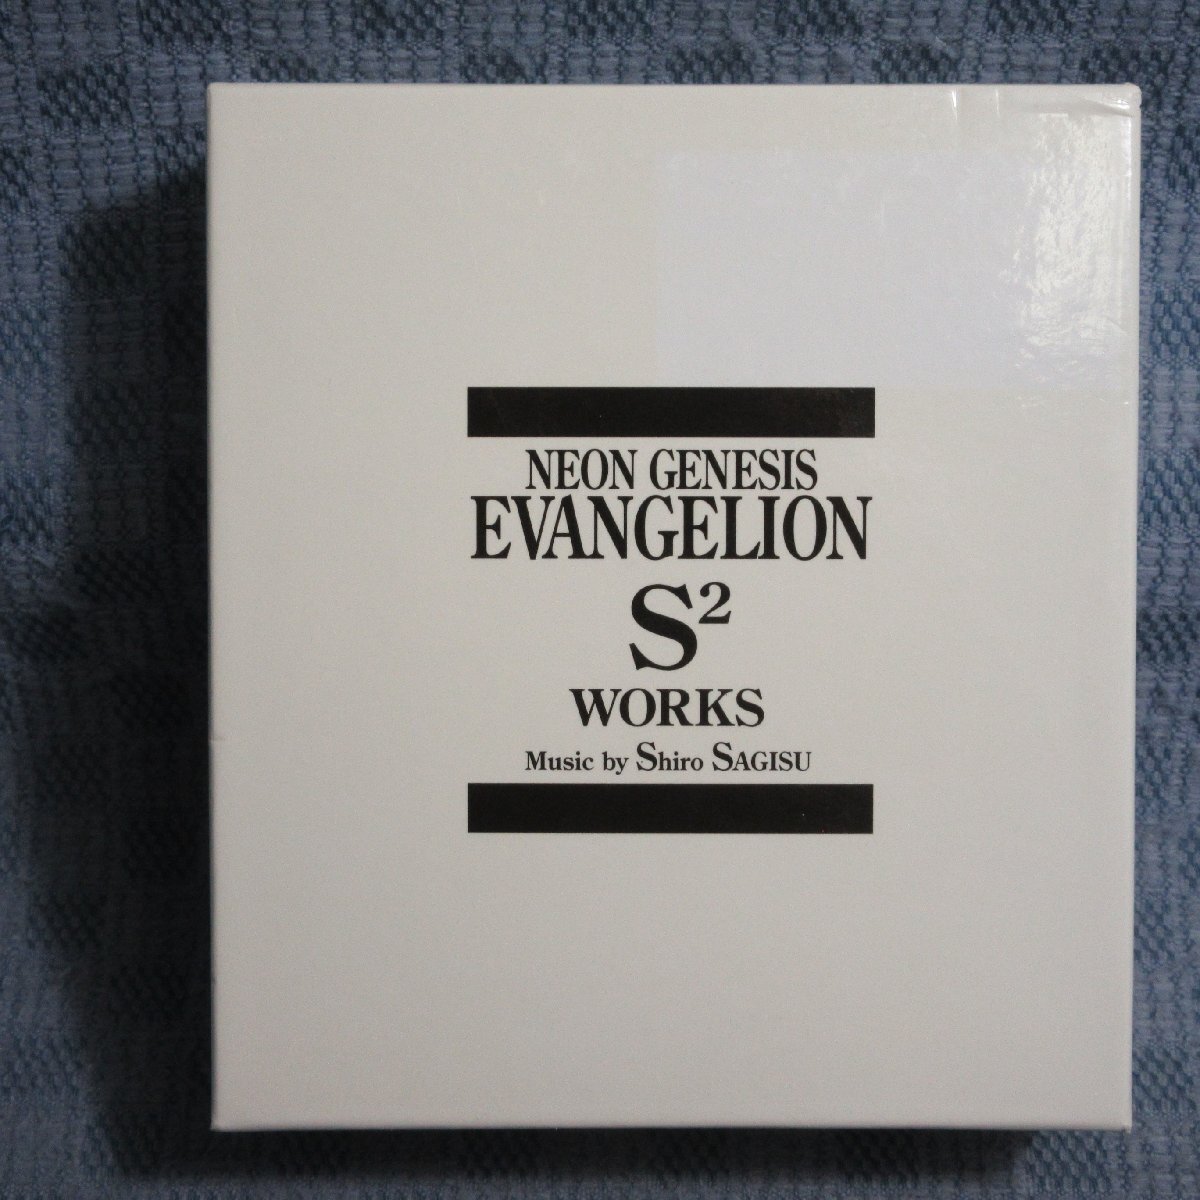 NEON GENESIS
EVANGELION
S²
WORKS
Music by Shiro SAGISU